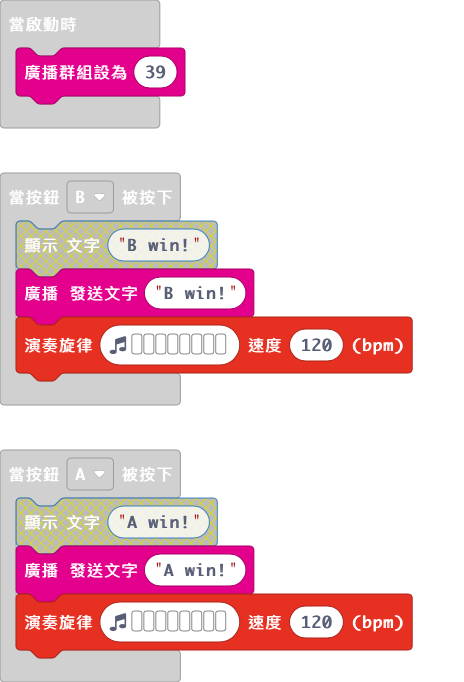 當啟動時
廣播群組設為 39
當按鈕 B 被按下
顯示 文字 "B win!"
廣播 發送文字 "B win!"
演奏旋律 速度 120 (bpm)
當按鈕 A 被按下
顯示 文字 "A win!"
廣播 發送文字 "A win!"
演奏旋律 速度 120 (bpm)